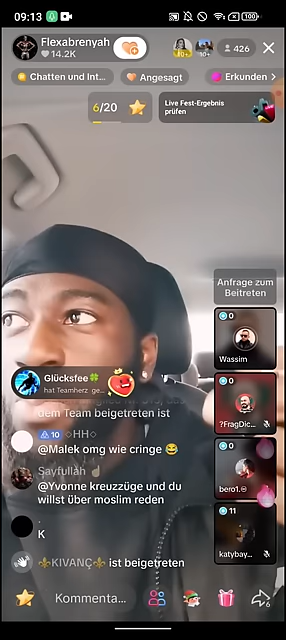 09:13
100
Flexabrenyah
14.2K
426
Chatten und Int...
Angesagt
Erkunden
6/20
Live Fest-Ergebnis
prüfen
Anfrage zum
Beitreten
0
Wassim
0
?FragDic...
0
bero1.
11
katybay...
Glücksfee🍀
hat Teamherz ge...
dem Team beigetreten ist
10 ◇HH◇
@Malek omg wie cringe 😂
Sayfullah ☝
@Yvonne kreuzzüge und du
willst über moslim reden
.
K
⚜KIVANÇ⚜ ist beigetreten
Kommenta...